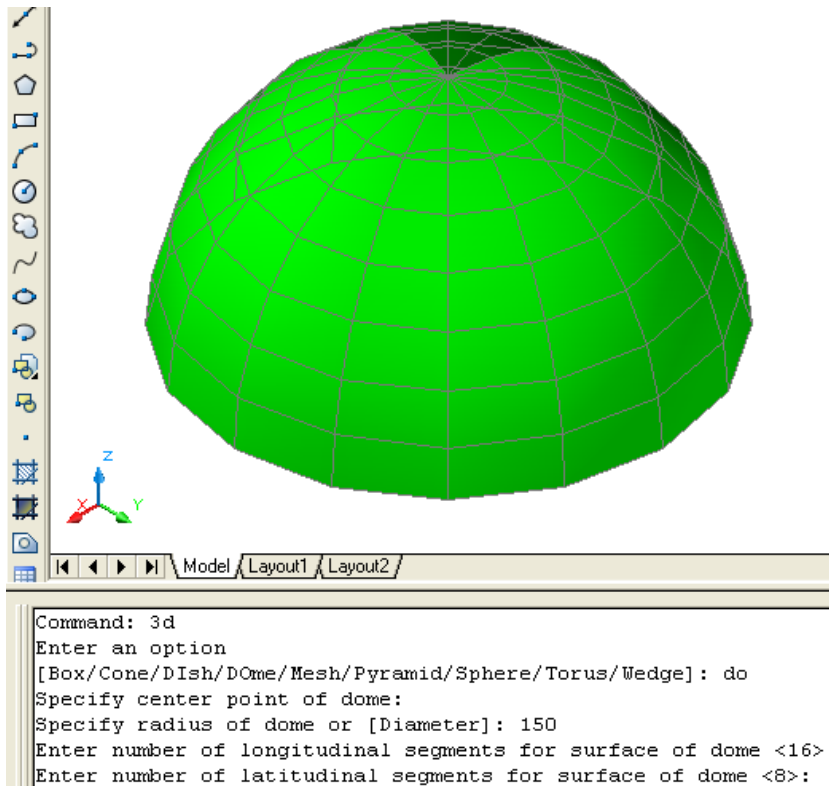 Z
X
Y
Model
Layout1
Layout2
Command: 3d
Enter an option
[Box/Cone/DIsh/DOme/Mesh/Pyramid/Sphere/Torus/Wedge]: do
Specify center point of dome:
Specify radius of dome or [Diameter]: 150
Enter number of longitudinal segments for surface of dome <16>
Enter number of latitudinal segments for surface of dome <8>: